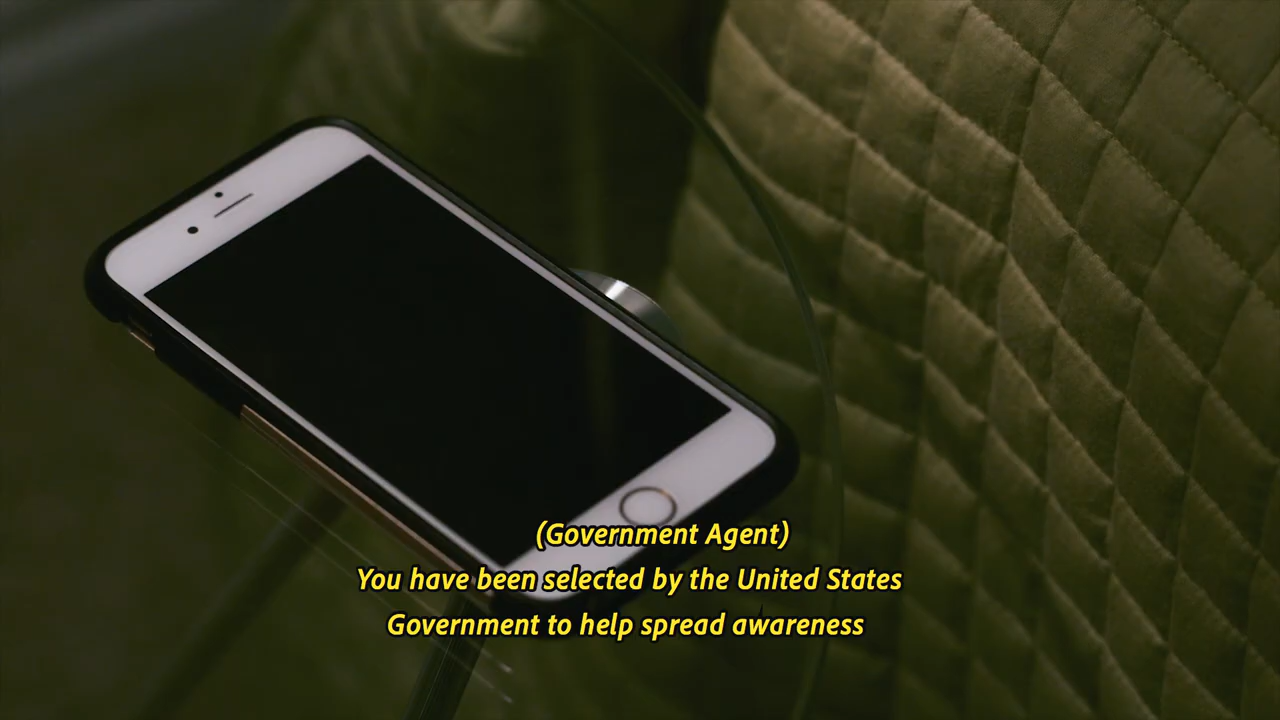 (Government Agent)
You have been selected by the United States
Government to help spread awareness